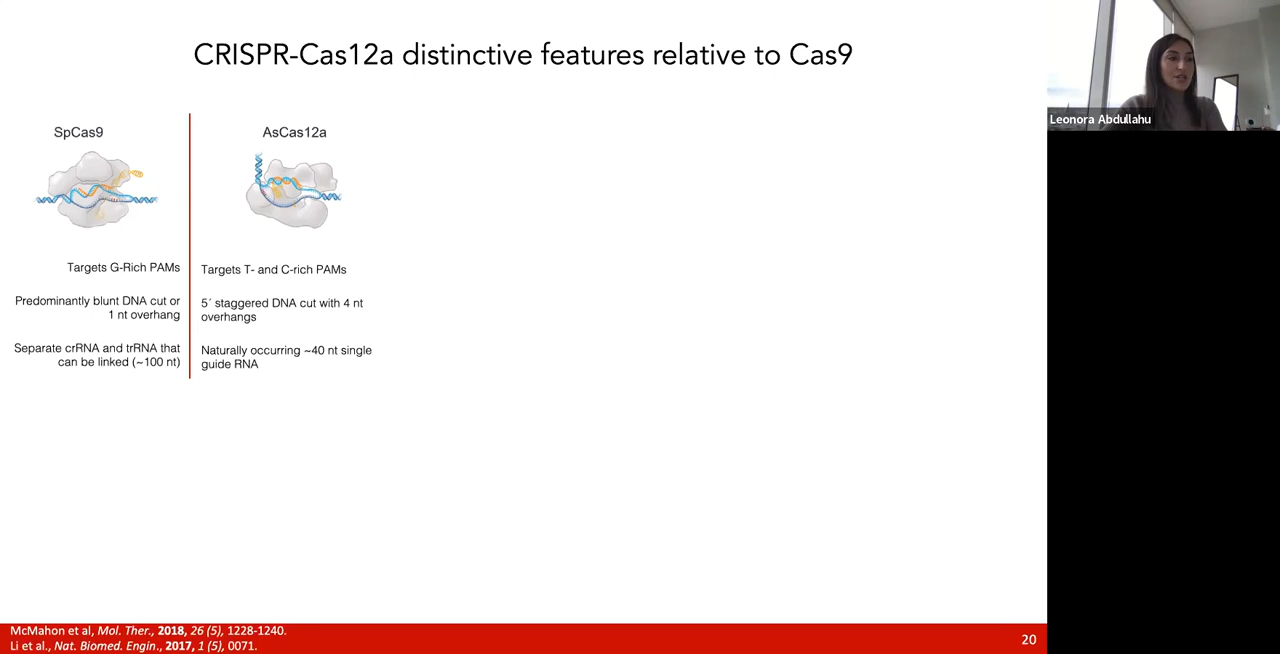 CRISPR-Cas12a distinctive features relative to Cas9
Leonora Abdullahu
SpCas9
AsCas12a
Targets G-Rich PAMs
Predominantly blunt DNA cut or
1 nt overhang
Separate crRNA and trRNA that
can be linked (~100 nt)
Targets T- and C-rich PAMs
5´ staggered DNA cut with 4 nt
overhangs
Naturally occurring ~40 nt single
guide RNA
McMahon et al, Mol. Ther., 2018, 26 (5), 1228-1240.
Li et al., Nat. Biomed. Engin., 2017, 1 (5), 0071.
20